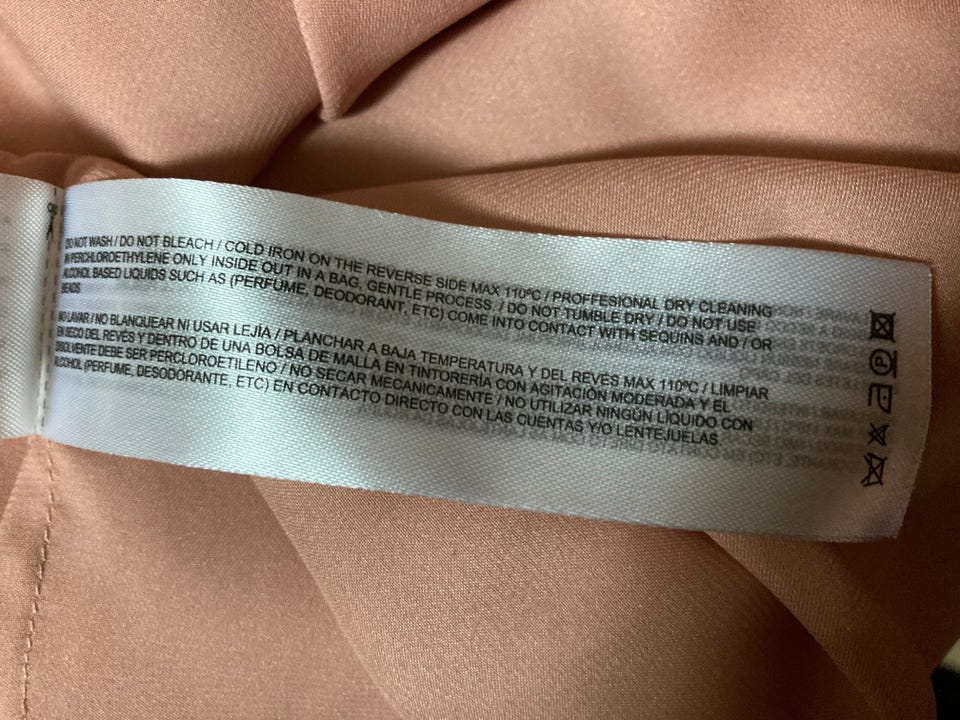 DO NOT WASH / DO NOT BLEACH / COLD IRON ON THE REVERSE SIDE MAX 110ºC / PROFFESIONAL DRY CLEANING
IN PERCHLOROETHYLENE ONLY INSIDE OUT IN A BAG, GENTLE PROCESS / DO NOT TUMBLE DRY / DO NOT USE
ALCOHOL BASED LIQUIDS SUCH AS (PERFUME, DEODORANT, ETC) COME INTO CONTACT WITH SEQUINS AND / OR
BEADS
NO LAVAR / NO BLANQUEAR NI USAR LEJÍA / PLANCHAR A BAJA TEMPERATURA Y DEL REVÉS MAX 110ºC / LIMPIAR
EN SECO DEL REVÉS Y DENTRO DE UNA BOLSA DE MALLA EN TINTORERÍA CON AGITACIÓN MODERADA Y EL
DISOLVENTE DEBE SER PERCLOROETILENO / NO SECAR MECANICAMENTE / NO UTILIZAR NINGÚN LÍQUIDO CON
ALCOHOL (PERFUME, DESODORANTE, ETC) EN CONTACTO DIRECTO CON LAS CUENTAS Y/O LENTEJUELAS
P